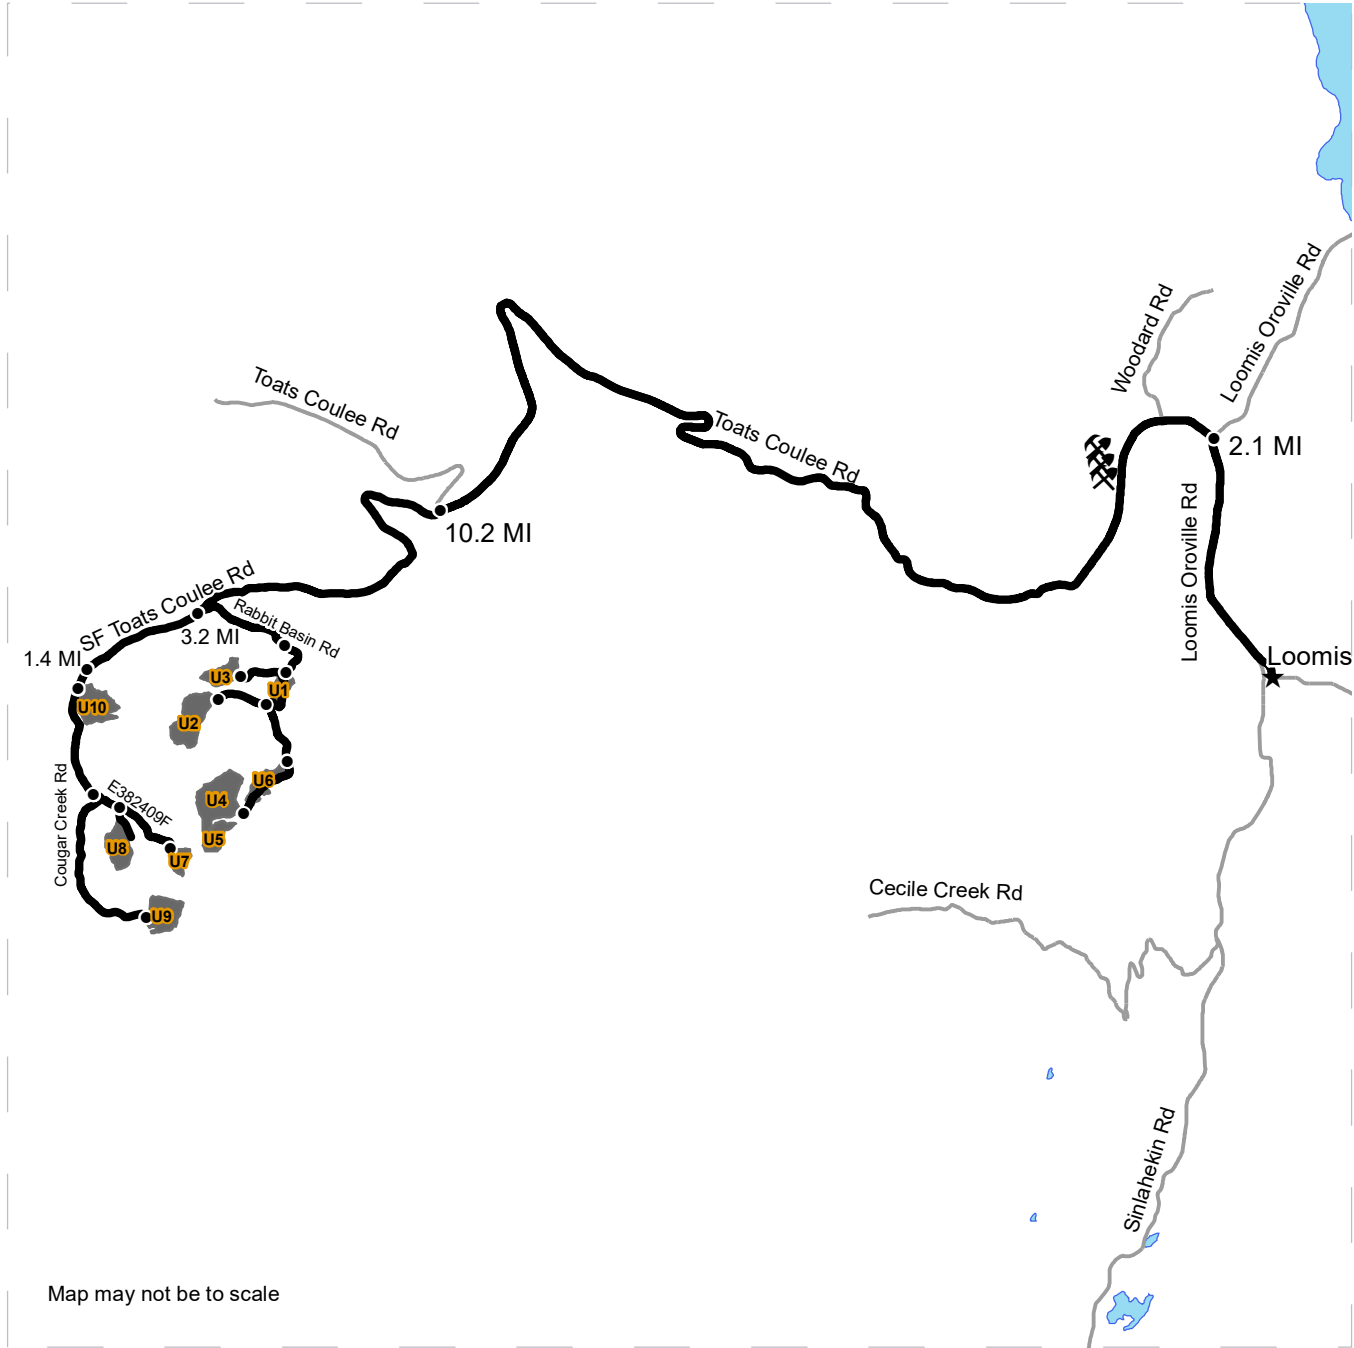 Loomis Oroville Rd
Woodard Rd
Toats Coulee Rd
Toats Coulee Rd
2.1 MI
10.2 MI
Loomis Oroville Rd
SF Toats Coulee Rd
Rabbit Basin Rd
3.2 MI
1.4 MI
Loomis
U3
U1
U10
U2
U6
U4
E382409F
Cougar Creek Rd
U5
U8
U7
U9
Cecile Creek Rd
Sinlahekin Rd
Map may not be to scale